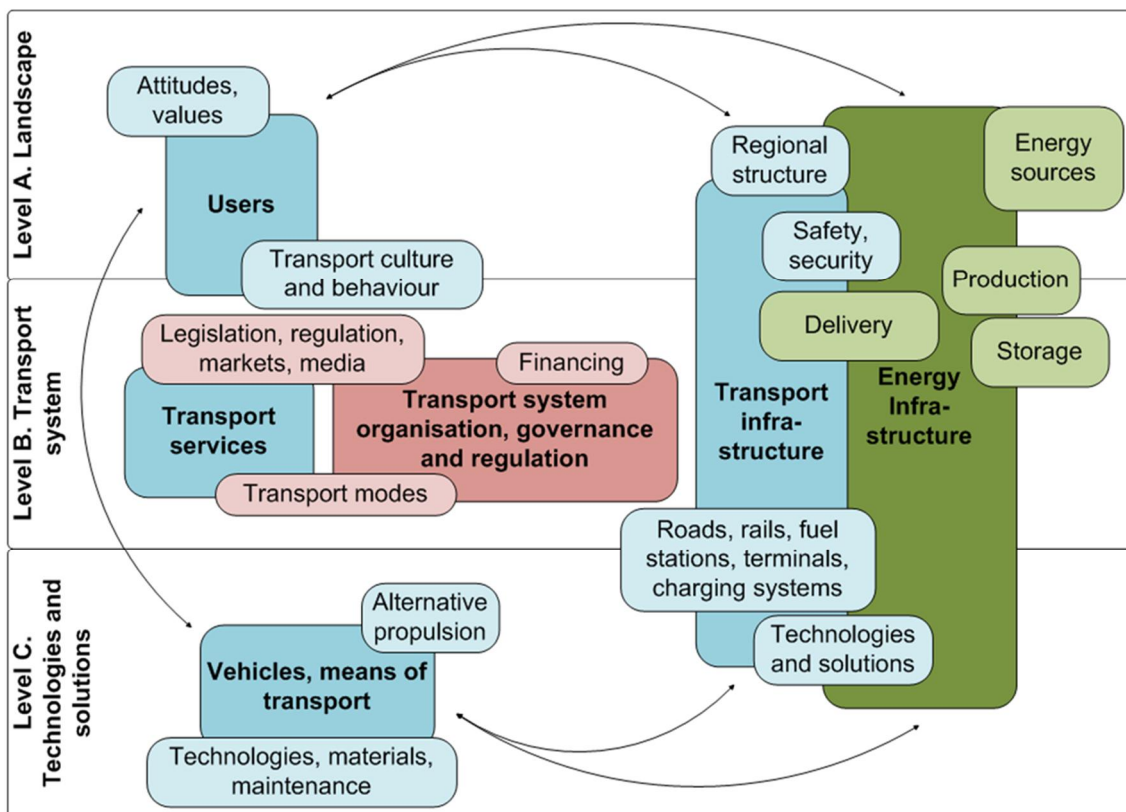 Level A. Landscape
Attitudes,
values
Users
Transport culture
and behaviour
Regional
structure
Safety,
security
Energy
sources
Production
Level B. Transport
system
Legislation, regulation,
markets, media
Transport
services
Financing
Transport system
organisation, governance
and regulation
Transport modes
Delivery
Storage
Transport
infra-
structure
Energy
Infra-
structure
Roads, rails, fuel
stations, terminals,
charging systems
Level C.
Technologies and
solutions
Alternative
propulsion
Vehicles, means of
transport
Technologies, materials,
maintenance
Technologies
and solutions